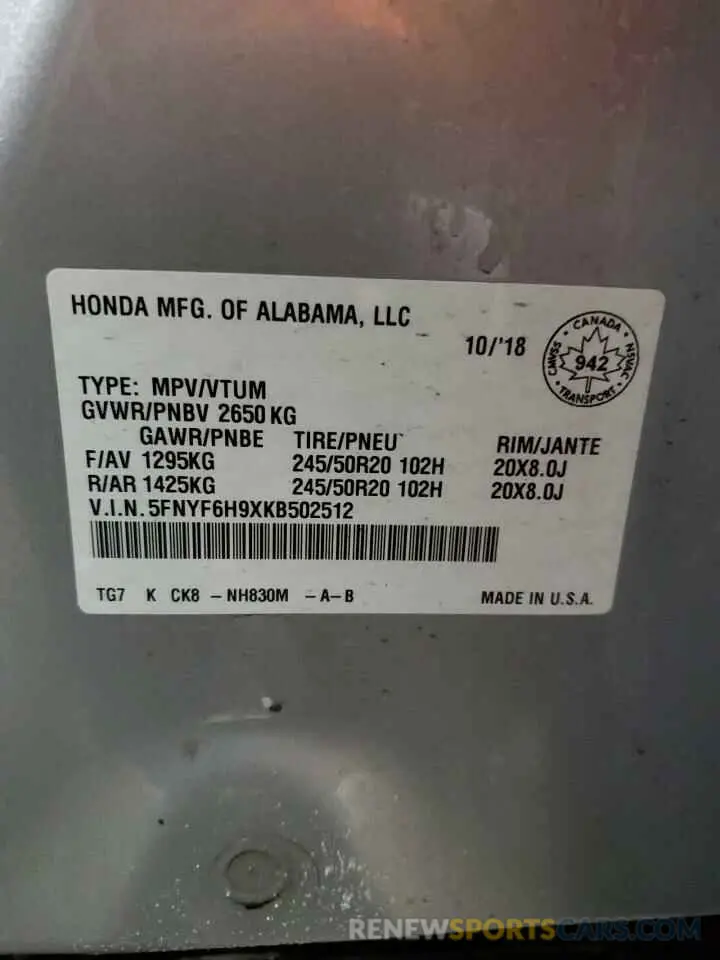 HONDA MFG. OF ALABAMA, LLC
10/'18
CANADA
CMVSS
942
NSVAC
TRANSPORT
TYPE: MPV/VTUM
GVWR/PNBV 2650 KG
GAWR/PNBE TIRE/PNEU RIM/JANTE
F/AV 1295KG 245/50R20 102H 20X8.0J
R/AR 1425KG 245/50R20 102H 20X8.0J
V.I.N. 5FNYF6H9XKB502512
TG7 K CK8 - NH830M - A- B MADE IN U.S.A.
RENEWSPORTSCARS.COM